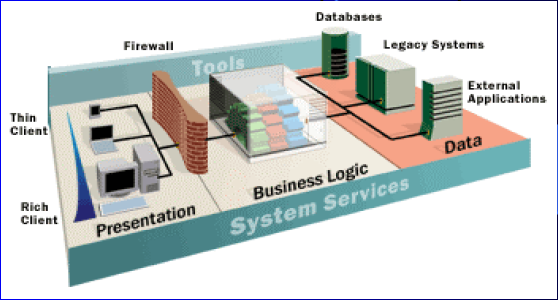 Databases
Firewall
Legacy Systems
Tools
External
Applications
Thin
Client
Data
Business Logic
Rich
Client
Presentation
System Services